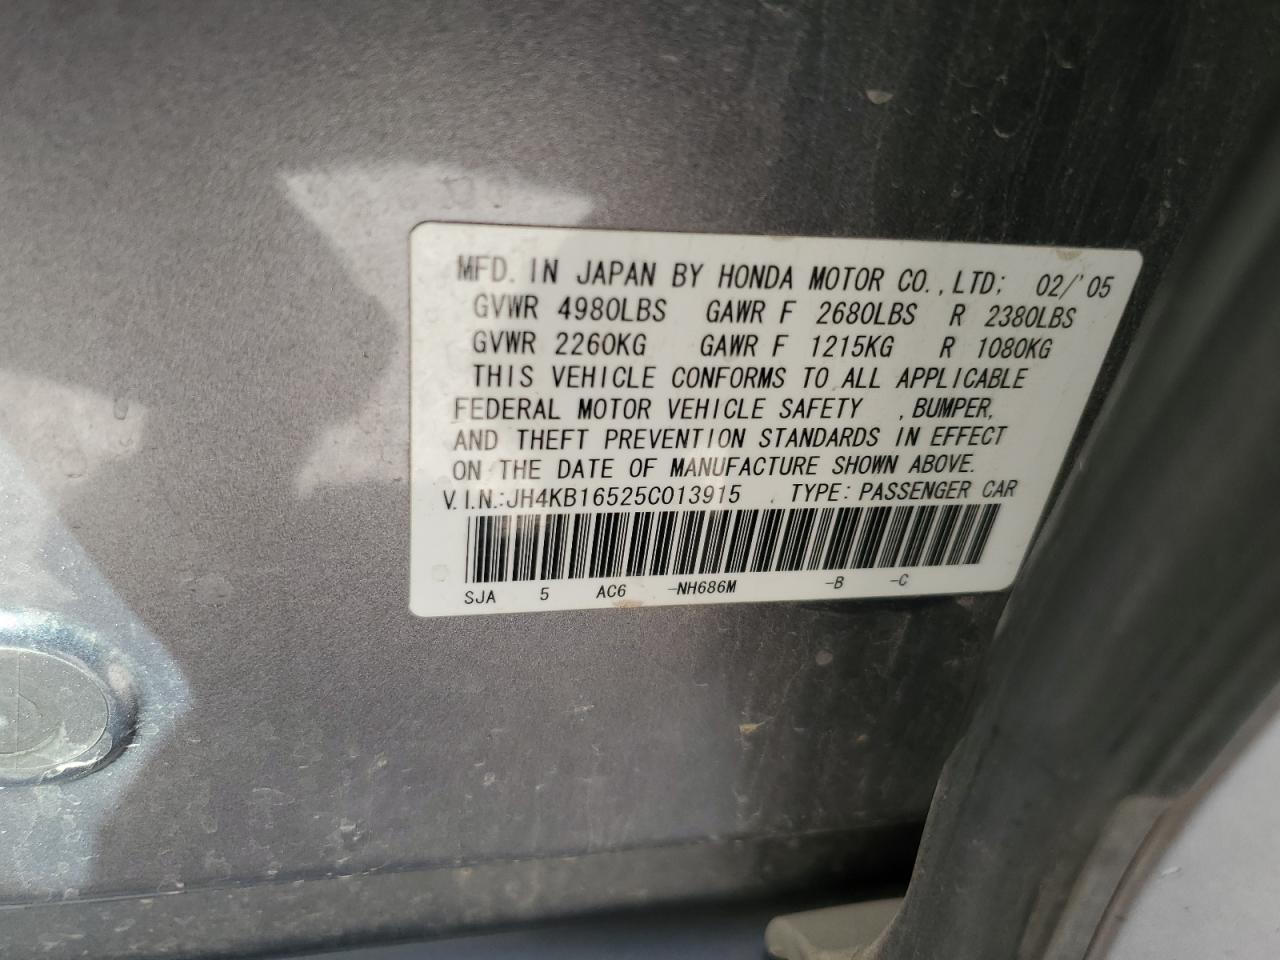 MFD. IN JAPAN BY HONDA MOTOR CO., LTD; 02/'05
GVWR 4980LBS GAWR F 2680LBS R 2380LBS
GVWR 2260KG GAWR F 1215KG R 1080KG
THIS VEHICLE CONFORMS TO ALL APPLICABLE
FEDERAL MOTOR VEHICLE SAFETY , BUMPER,
AND THEFT PREVENTION STANDARDS IN EFFECT
ON THE DATE OF MANUFACTURE SHOWN ABOVE.
V.I.N.:JH4KB16525C013915 . TYPE: PASSENGER CAR
SJA 5 AC6 -NH686M -B -C